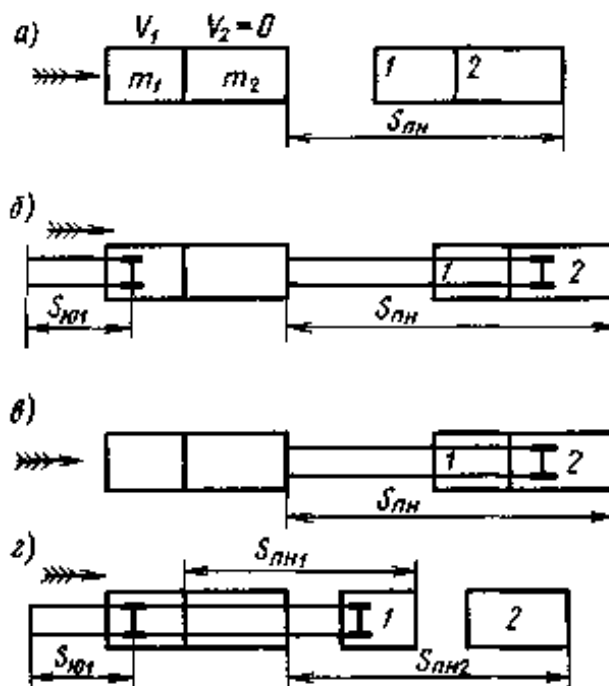 а) V₁ V₂=0
m₁ m₂ 1 2
Sпн
б)
1 2
Sю1 Sпн
в)
1 2
Sпн
г) Sпн1
1 2
Sю1 Sпн2